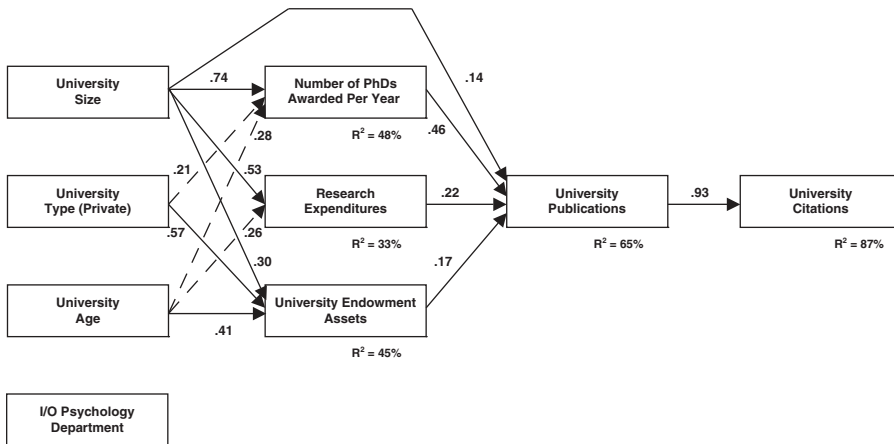 University
Size
.74
Number of PhDs
Awarded Per Year
R² = 48%
.14
.46
.28
.21
.53
University
Type (Private)
Research
Expenditures
R² = 33%
.22
University
Publications
R² = 65%
.93
University
Citations
R² = 87%
.57
.26
.30
.17
University
Age
.41
University Endowment
Assets
R² = 45%
I/O Psychology
Department